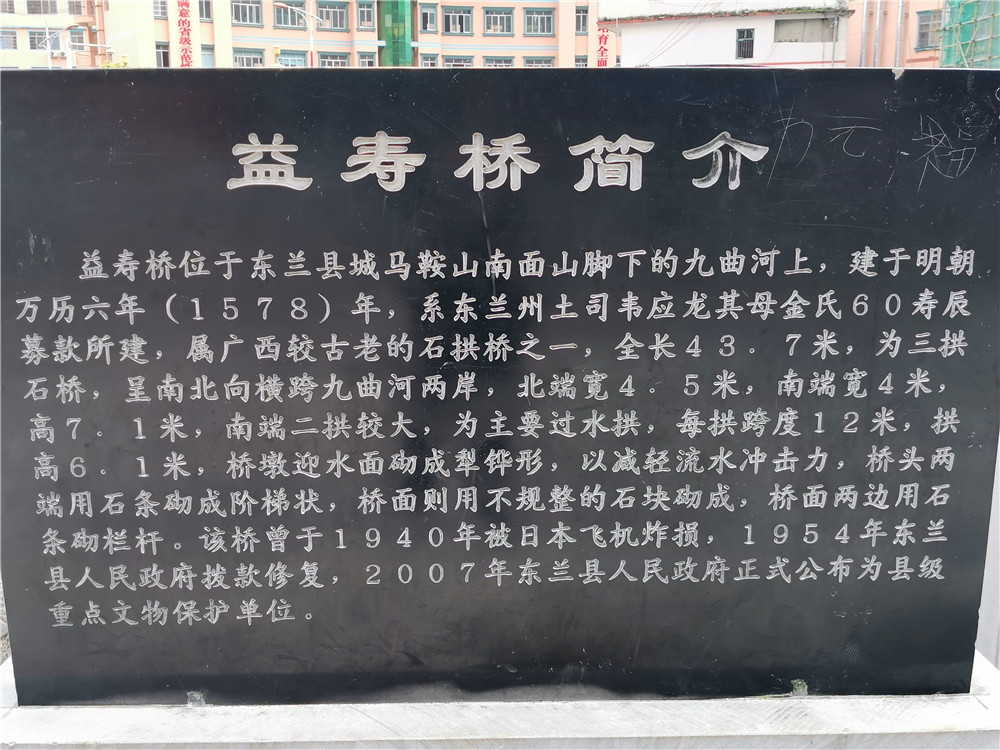 满意的省级示范
培育全面
益寿桥简介
益寿桥位于东兰县城马鞍山南面山脚下的九曲河上，建于明朝
万历六年（1578）年，系东兰州土司韦应龙其母金氏60寿辰
募款所建，属广西较古老的石拱桥之一，全长43．7米，为三拱
石桥，呈南北向横跨九曲河两岸，北端宽4．5米，南端宽4米，
高7．1米，南端二拱较大，为主要过水拱，每拱跨度12米，拱
高6．1米，桥墩迎水面砌成犁铧形，以减轻流水冲击力，桥头两
端用石条砌成阶梯状，桥面则用不规整的石块砌成，桥面两边用石
条砌栏杆。该桥曾于1940年被日本飞机炸损，1954年东兰
县人民政府拨款修复，2007年东兰县人民政府正式公布为县级
重点文物保护单位。